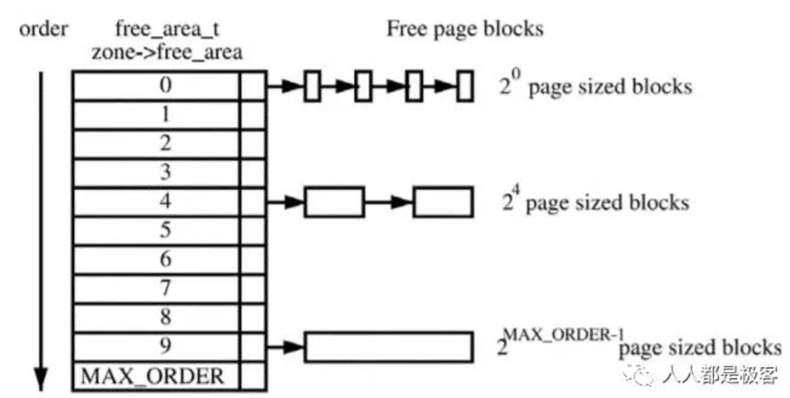 order free_area_t Free page blocks
zone->free_area
0 2^0 page sized blocks
1
2
3
4 2^4 page sized blocks
5
6
7
8
9 2^MAX_ORDER-1 page sized blocks
MAX_ORDER
人人都是极客